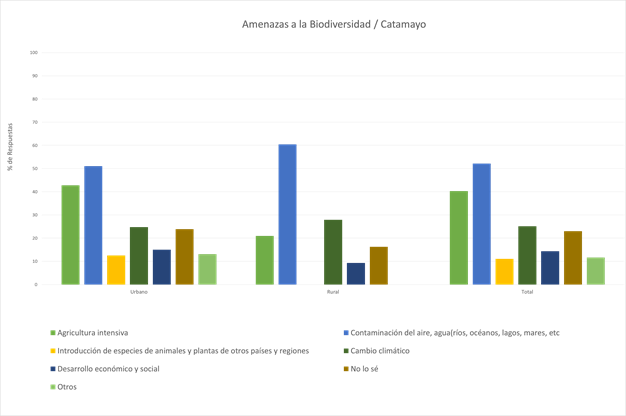 Amenazas a la Biodiversidad / Catamayo
% de Respuestas
100
90
80
70
60
50
40
30
20
10
0
Urbano Rural Total
Agricultura intensiva Contaminación del aire, agua(ríos, océanos, lagos, mares, etc
Introducción de especies de animales y plantas de otros países y regiones Cambio climático
Desarrollo económico y social No lo sé
Otros